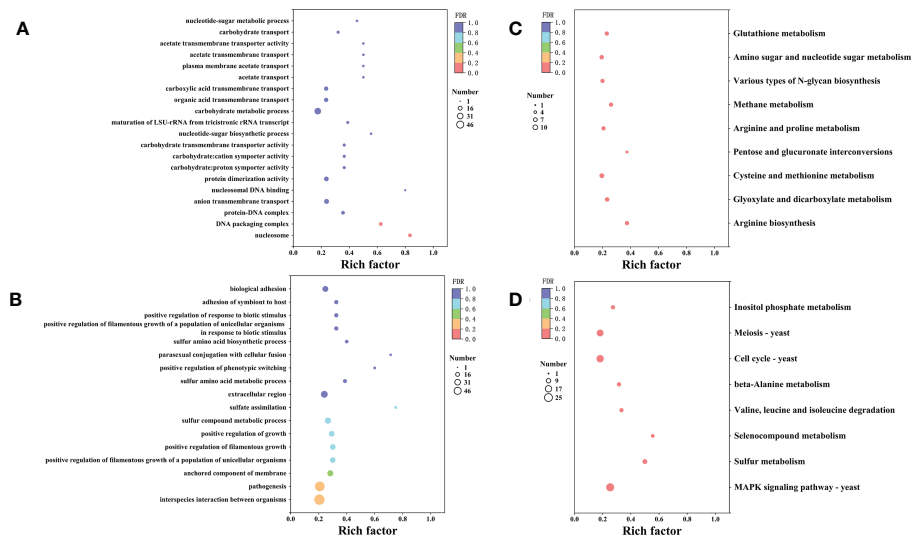 A
nucleotide-sugar metabolic process
carbohydrate transport
acetate transmembrane transporter activity
acetate transmembrane transport
plasma membrane acetate transport
acetate transport
carboxylic acid transmembrane transport
organic acid transmembrane transport
carbohydrate metabolic process
maturation of LSU-rRNA from tricistronic rRNA transcript
nucleotide-sugar biosynthetic process
carbohydrate transmembrane transporter activity
carbohydrate:cation symporter activity
carbohydrate:proton symporter activity
protein dimerization activity
nucleosomal DNA binding
anion transmembrane transport
protein-DNA complex
DNA packaging complex
nucleosome
0.0 0.2 0.4 0.6 0.8 1.0
Rich factor
FDR
1.0
0.8
0.6
0.4
0.2
0.0
Number
1
16
31
46
C
FDR
1.0
0.8
0.6
0.4
0.2
0.0
Number
1
4
7
10
Glutathione metabolism
Amino sugar and nucleotide sugar metabolism
Various types of N-glycan biosynthesis
Methane metabolism
Arginine and proline metabolism
Pentose and glucuronate interconversions
Cysteine and methionine metabolism
Glyoxylate and dicarboxylate metabolism
Arginine biosynthesis
0.0 0.2 0.4 0.6 0.8 1.0
Rich factor
B
biological adhesion
adhesion of symbiont to host
positive regulation of response to biotic stimulus
positive regulation of filamentous growth of a population of unicellular organisms
in response to biotic stimulus
sulfur amino acid biosynthetic process
parasexual conjugation with cellular fusion
positive regulation of phenotypic switching
sulfur amino acid metabolic process
extracellular region
sulfate assimilation
sulfur compound metabolic process
positive regulation of growth
positive regulation of filamentous growth
positive regulation of filamentous growth of a population of unicellular organisms
anchored component of membrane
pathogenesis
interspecies interaction between organisms
0.0 0.2 0.4 0.6 0.8 1.0
Rich factor
FDR
1.0
0.8
0.6
0.4
0.2
0.0
Number
1
16
31
46
D
FDR
1.0
0.8
0.6
0.4
0.2
0.0
Number
1
9
17
25
Inositol phosphate metabolism
Meiosis - yeast
Cell cycle - yeast
beta-Alanine metabolism
Valine, leucine and isoleucine degradation
Selenocompound metabolism
Sulfur metabolism
MAPK signaling pathway - yeast
0.0 0.2 0.4 0.6 0.8 1.0
Rich factor